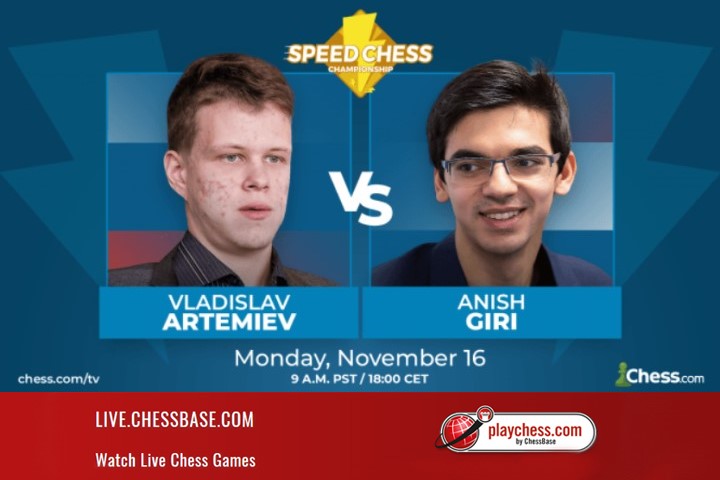 SPEED CHESS
CHAMPIONSHIP
VS
VLADISLAV
ARTEMIEV
ANISH
GIRI
Monday, November 16
9 A.M. PST / 18:00 CET
chess.com/tv
Chess.com
LIVE.CHESSBASE.COM
playchess.com
by ChessBase
Watch Live Chess Games